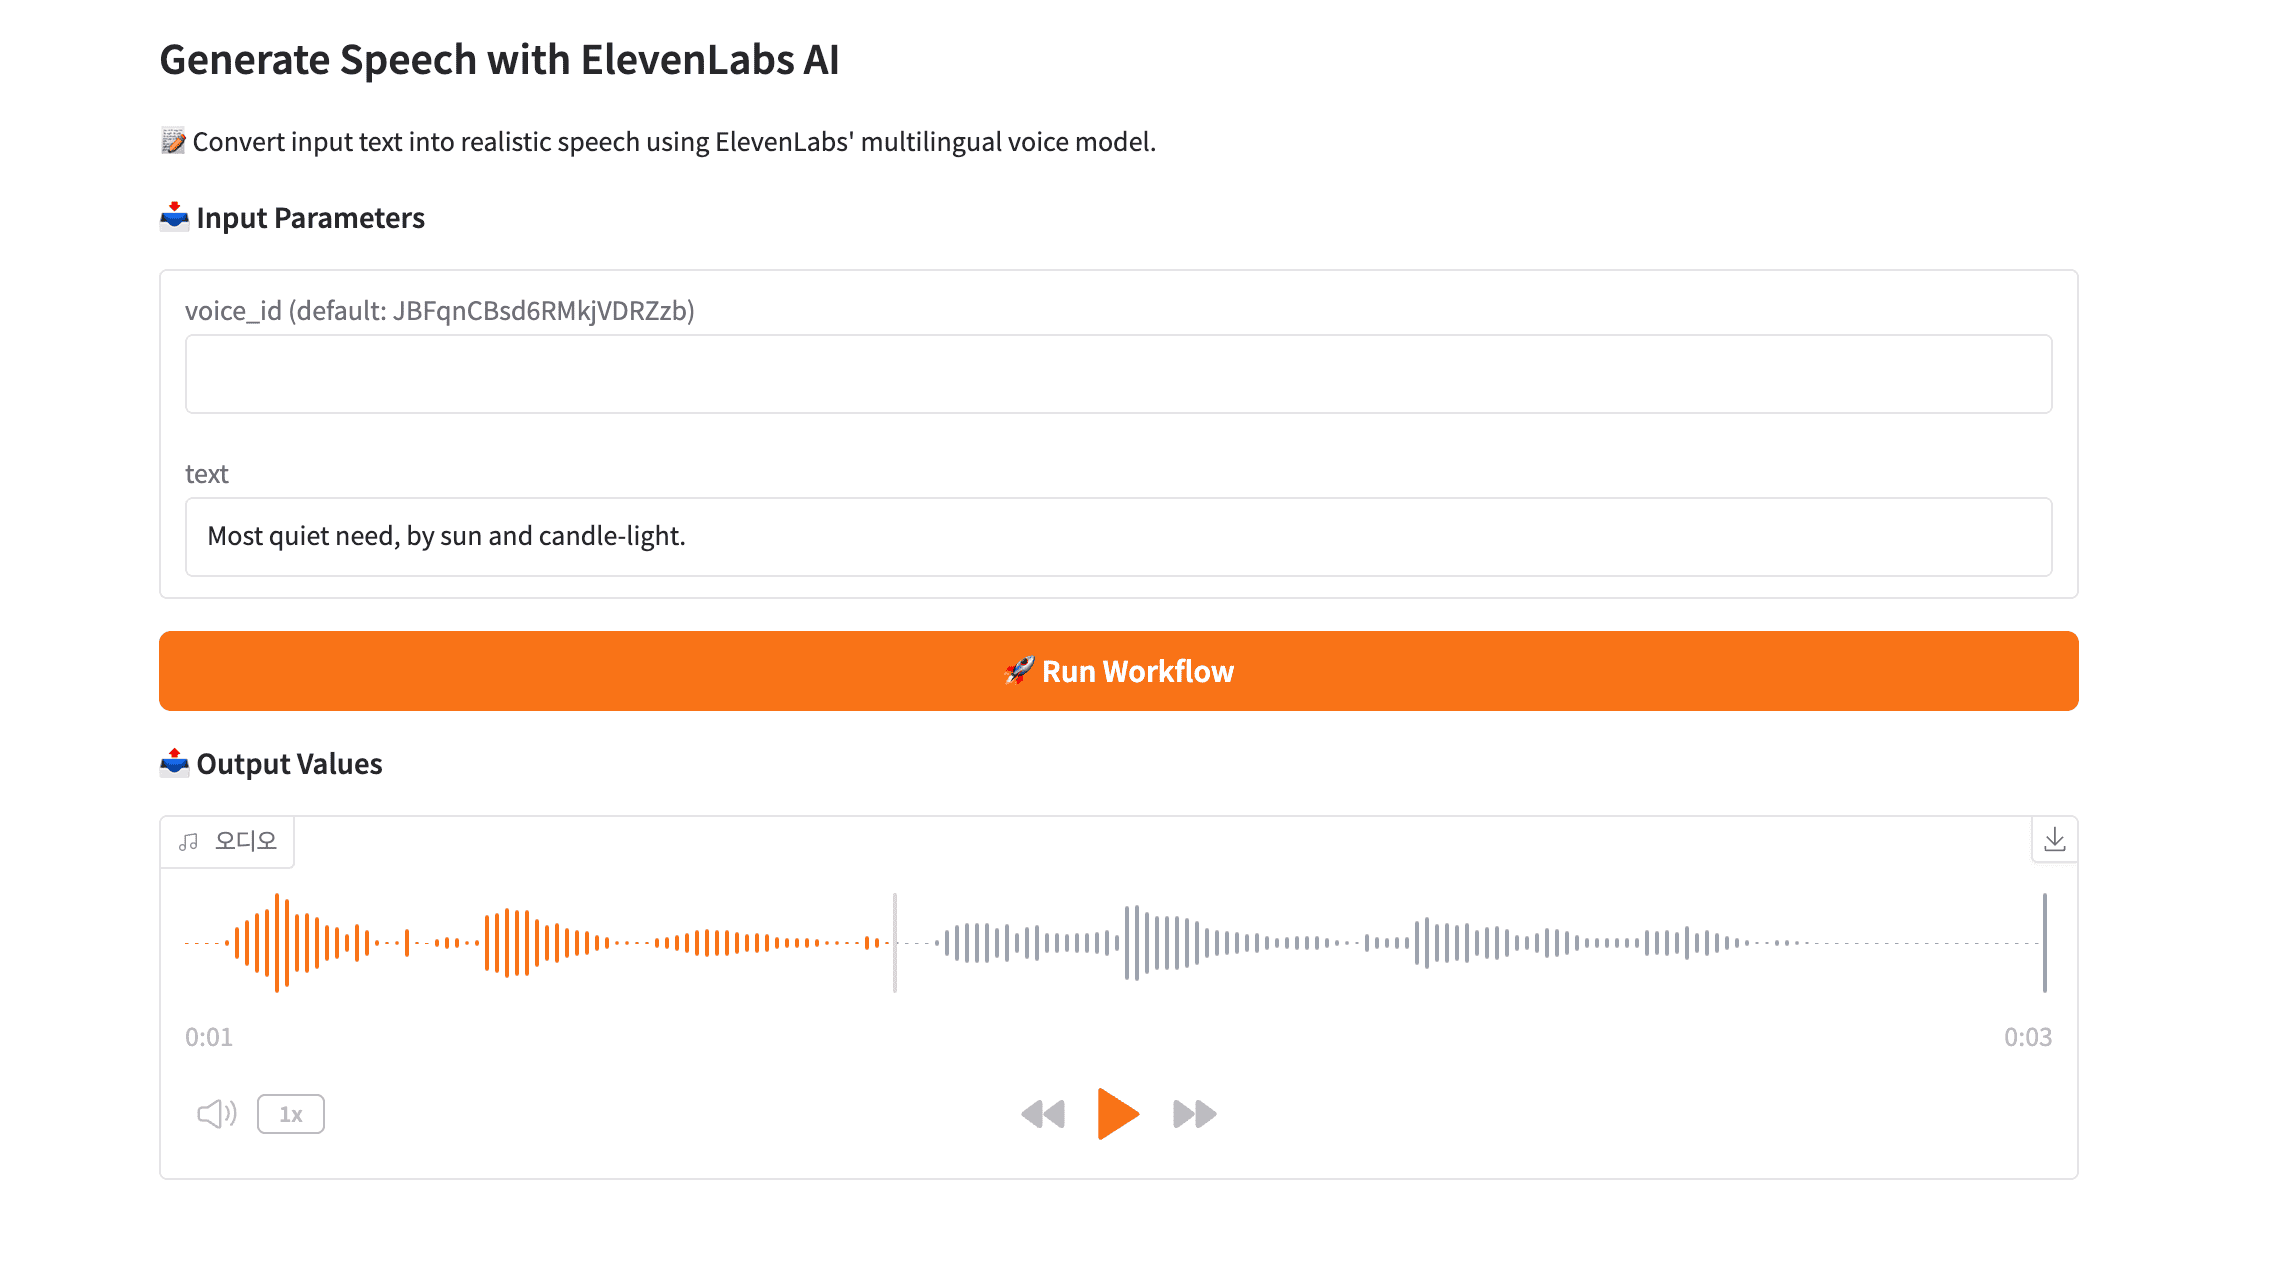 Generate Speech with ElevenLabs AI
📝 Convert input text into realistic speech using ElevenLabs' multilingual voice model.
📥 Input Parameters
voice_id (default: JBFqnCBsd6RMkjVDRZzb)
text
Most quiet need, by sun and candle-light.
🚀 Run Workflow
📤 Output Values
오디오
0:01
0:03
1x